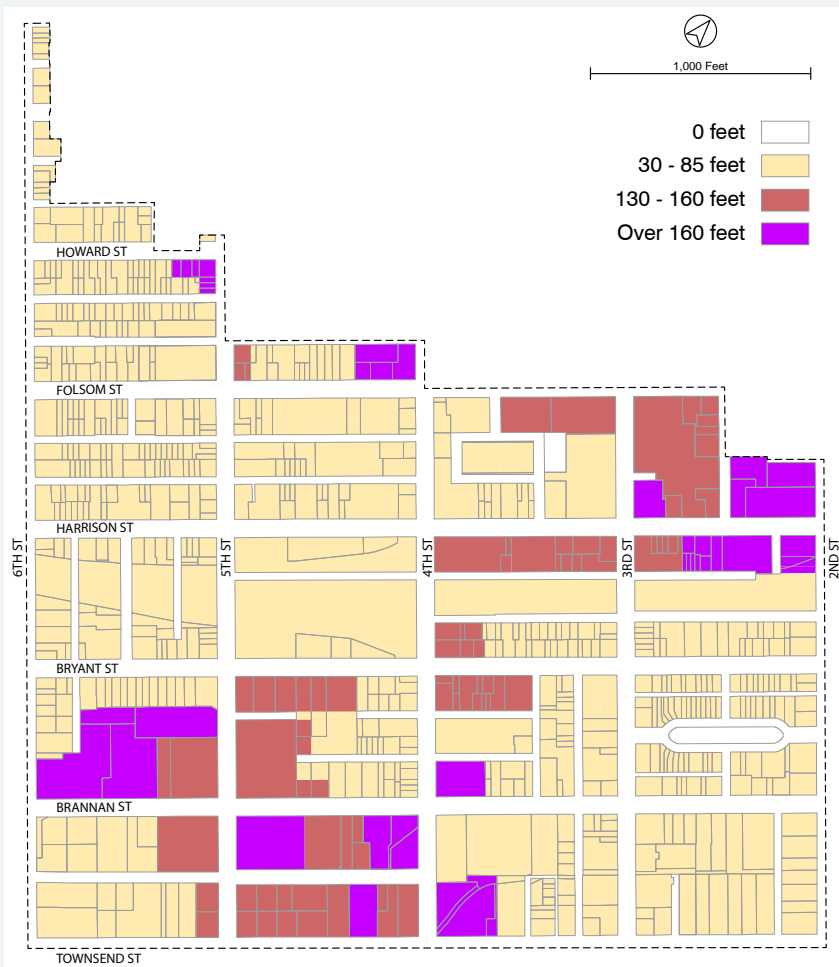 1,000 Feet
0 feet
30 - 85 feet
130 - 160 feet
Over 160 feet
HOWARD ST
FOLSOM ST
HARRISON ST
6TH ST
5TH ST
4TH ST
3RD ST
2ND ST
BRYANT ST
BRANNAN ST
TOWNSEND ST